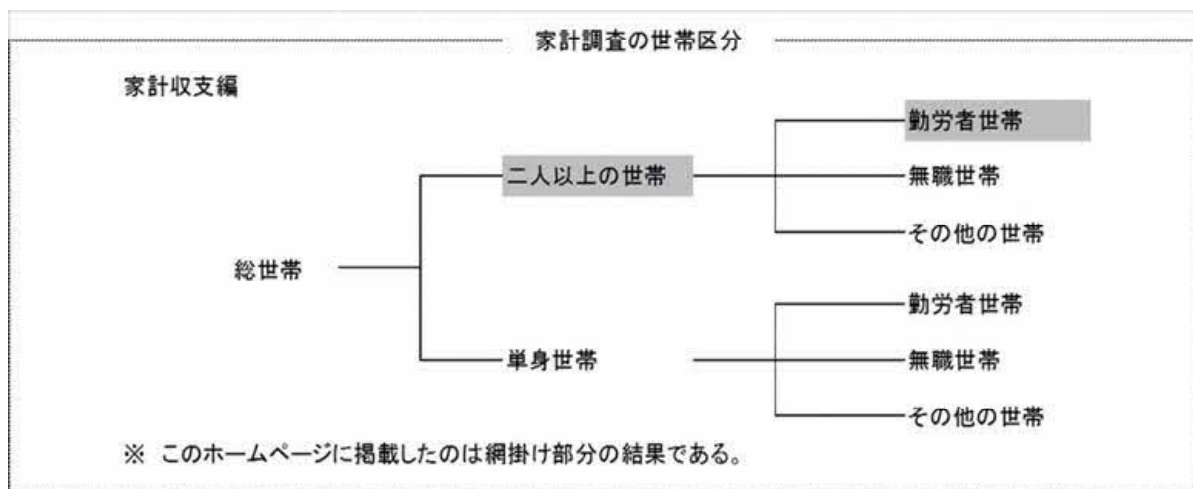 家計調査の世帯区分
家計収支編
総世帯
二人以上の世帯
勤労者世帯
無職世帯
その他の世帯
単身世帯
勤労者世帯
無職世帯
その他の世帯
※ このホームページに掲載したのは網掛け部分の結果である。